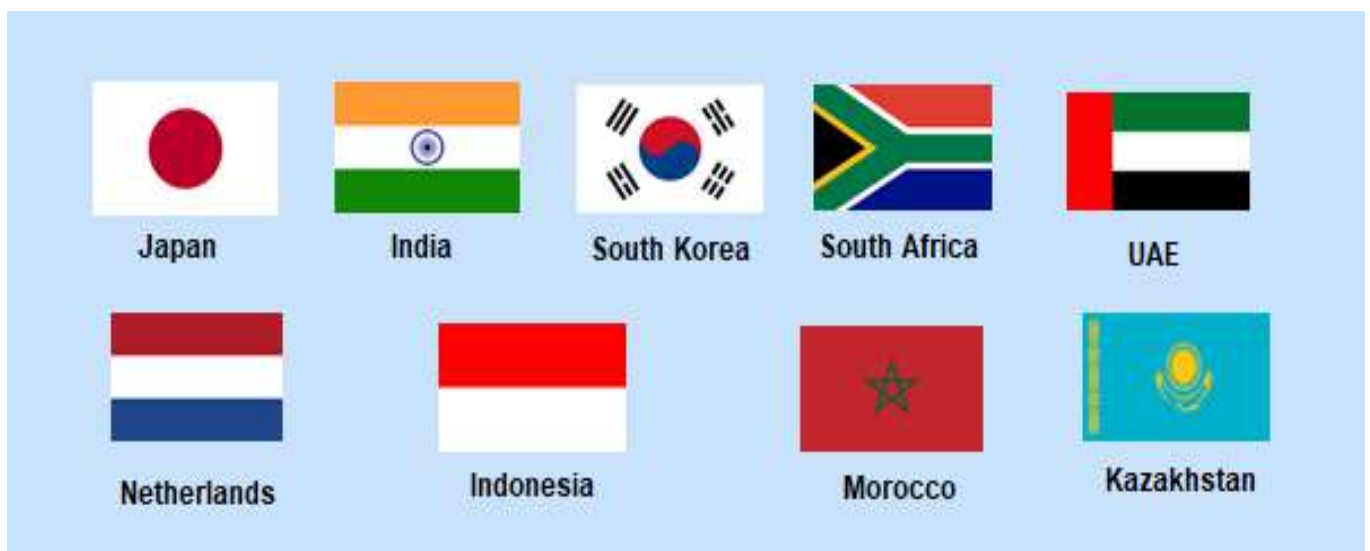 Japan
India
South Korea
South Africa
UAE
Netherlands
Indonesia
Morocco
Kazakhstan